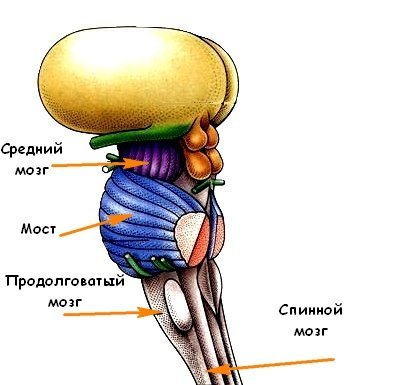 Средний
мозг
Мост
Продолговатый
мозг
Спинной
мозг